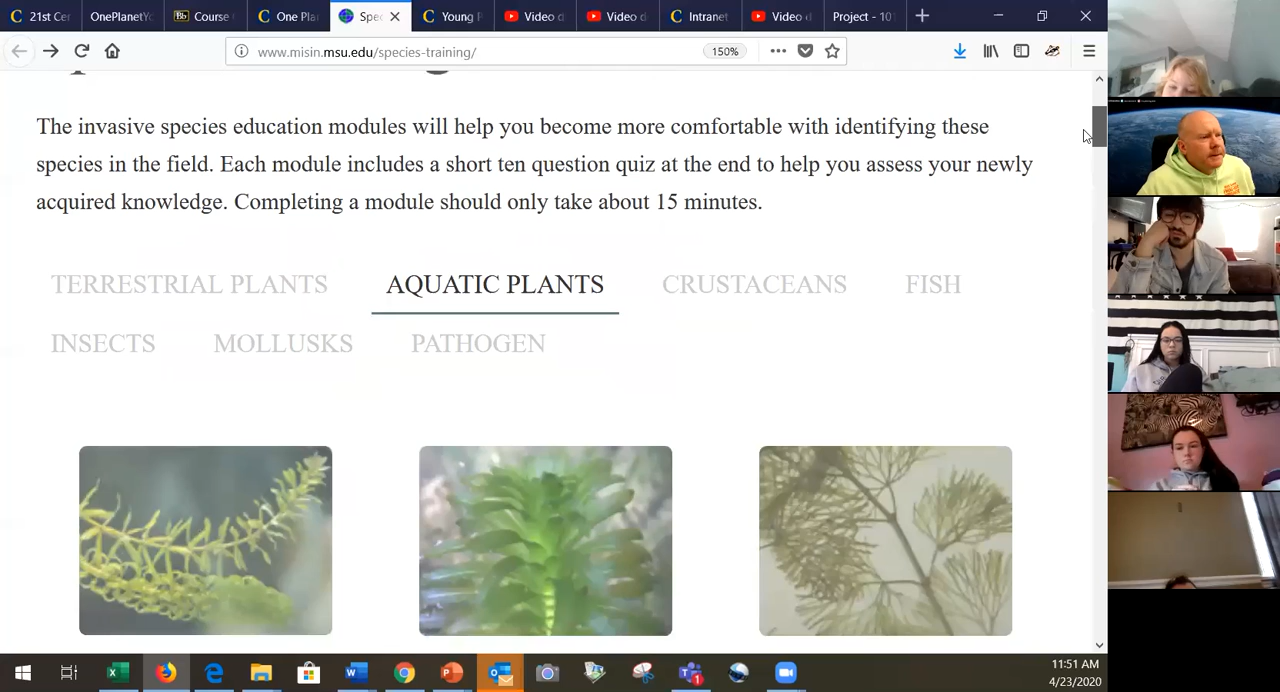 21st Cer
OnePlanetYo
Bb Course
One Plan
Spec
Young P
Video d
Video d
Intranet
Video d
Project - 10
www.misin.msu.edu/species-training/
150%
The invasive species education modules will help you become more comfortable with identifying these
species in the field. Each module includes a short ten question quiz at the end to help you assess your newly
acquired knowledge. Completing a module should only take about 15 minutes.
TERRESTRIAL PLANTS AQUATIC PLANTS CRUSTACEANS FISH
INSECTS MOLLUSKS PATHOGEN
11:51 AM
4/23/2020